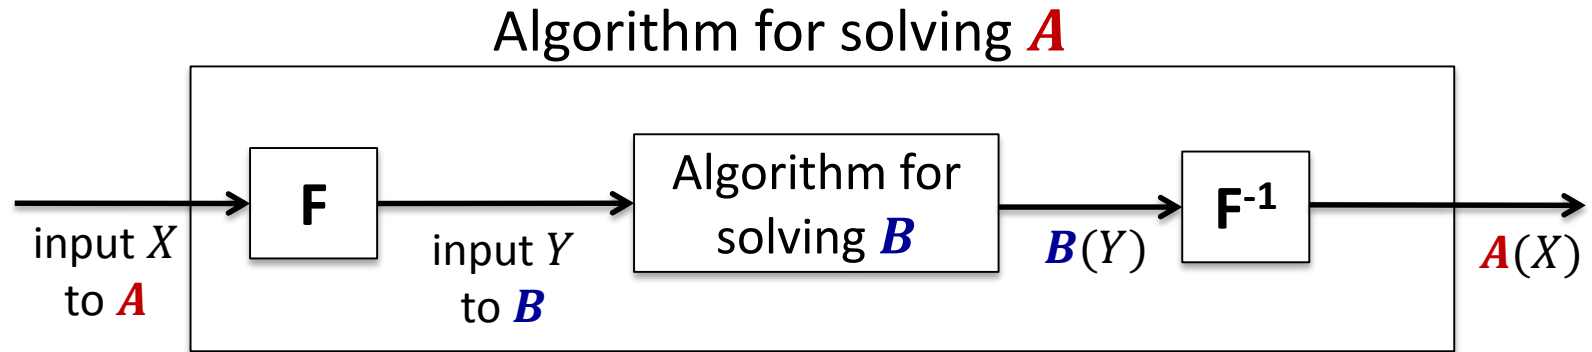 Algorithm for solving A
F
Algorithm for
solving B
F-1
input X
to A
input Y
to B
B(Y)
A(X)